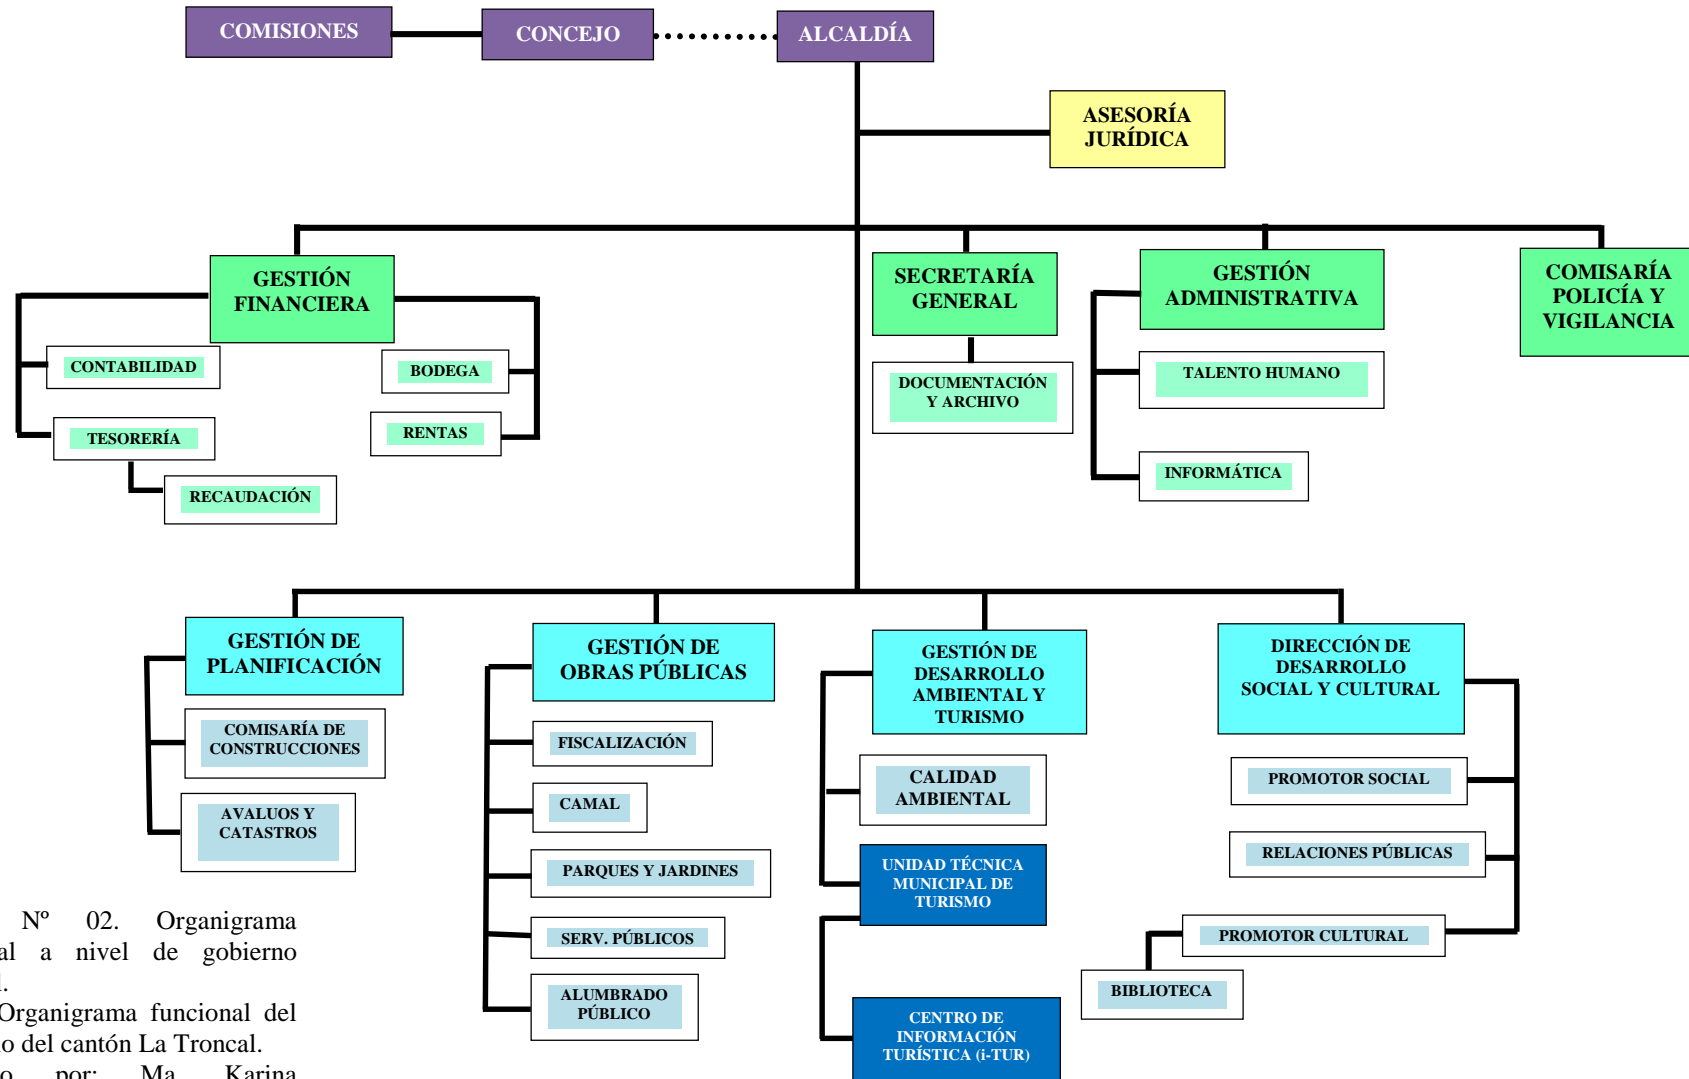 COMISIONES
CONCEJO
ALCALDÍA
ASESORÍA
JURÍDICA
GESTIÓN
FINANCIERA
SECRETARÍA
GENERAL
GESTIÓN
ADMINISTRATIVA
COMISARÍA
POLICÍA Y
VIGILANCIA
CONTABILIDAD
BODEGA
TESORERÍA
RENTAS
RECAUDACIÓN
DOCUMENTACIÓN
Y ARCHIVO
TALENTO HUMANO
INFORMÁTICA
GESTIÓN DE
PLANIFICACIÓN
GESTIÓN DE
OBRAS PÚBLICAS
GESTIÓN DE
DESARROLLO
AMBIENTAL Y
TURISMO
DIRECCIÓN DE
DESARROLLO
SOCIAL Y CULTURAL
COMISARÍA DE
CONSTRUCCIONES
AVALUOS Y
CATASTROS
FISCALIZACIÓN
CAMAL
PARQUES Y JARDINES
SERV. PÚBLICOS
ALUMBRADO
PÚBLICO
CALIDAD
AMBIENTAL
UNIDAD TÉCNICA
MUNICIPAL DE
TURISMO
CENTRO DE
INFORMACIÓN
TURÍSTICA (i-TUR)
PROMOTOR SOCIAL
RELACIONES PÚBLICAS
PROMOTOR CULTURAL
BIBLIOTECA
Nº 02. Organigrama
al a nivel de gobierno
Organigrama funcional del
o del cantón La Troncal.
o por: Ma. Karina